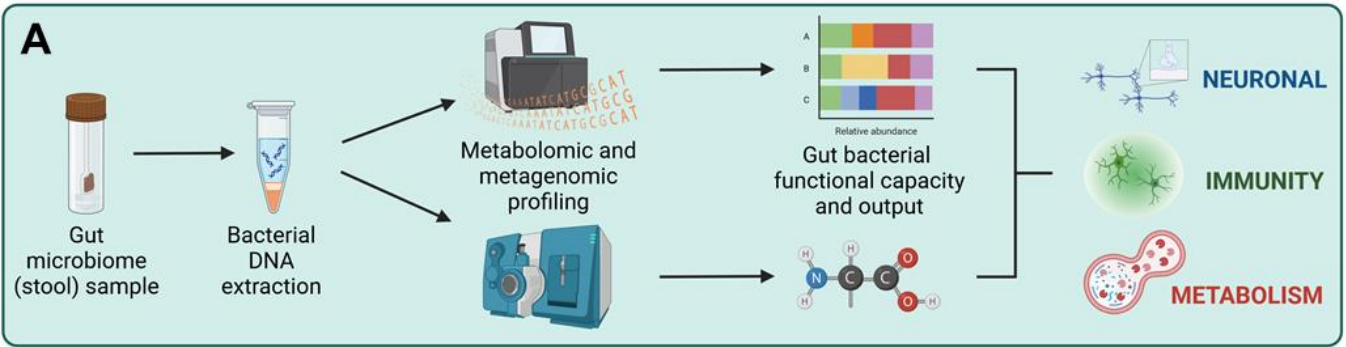 A
Gut
microbiome
(stool) sample
Bacterial
DNA
extraction
Metabolomic and
metagenomic
profiling
A
B
C
Relative abundance
Gut bacterial
functional capacity
and output
H
H
N
H
C
C
O
O
H
NEURONAL
IMMUNITY
METABOLISM